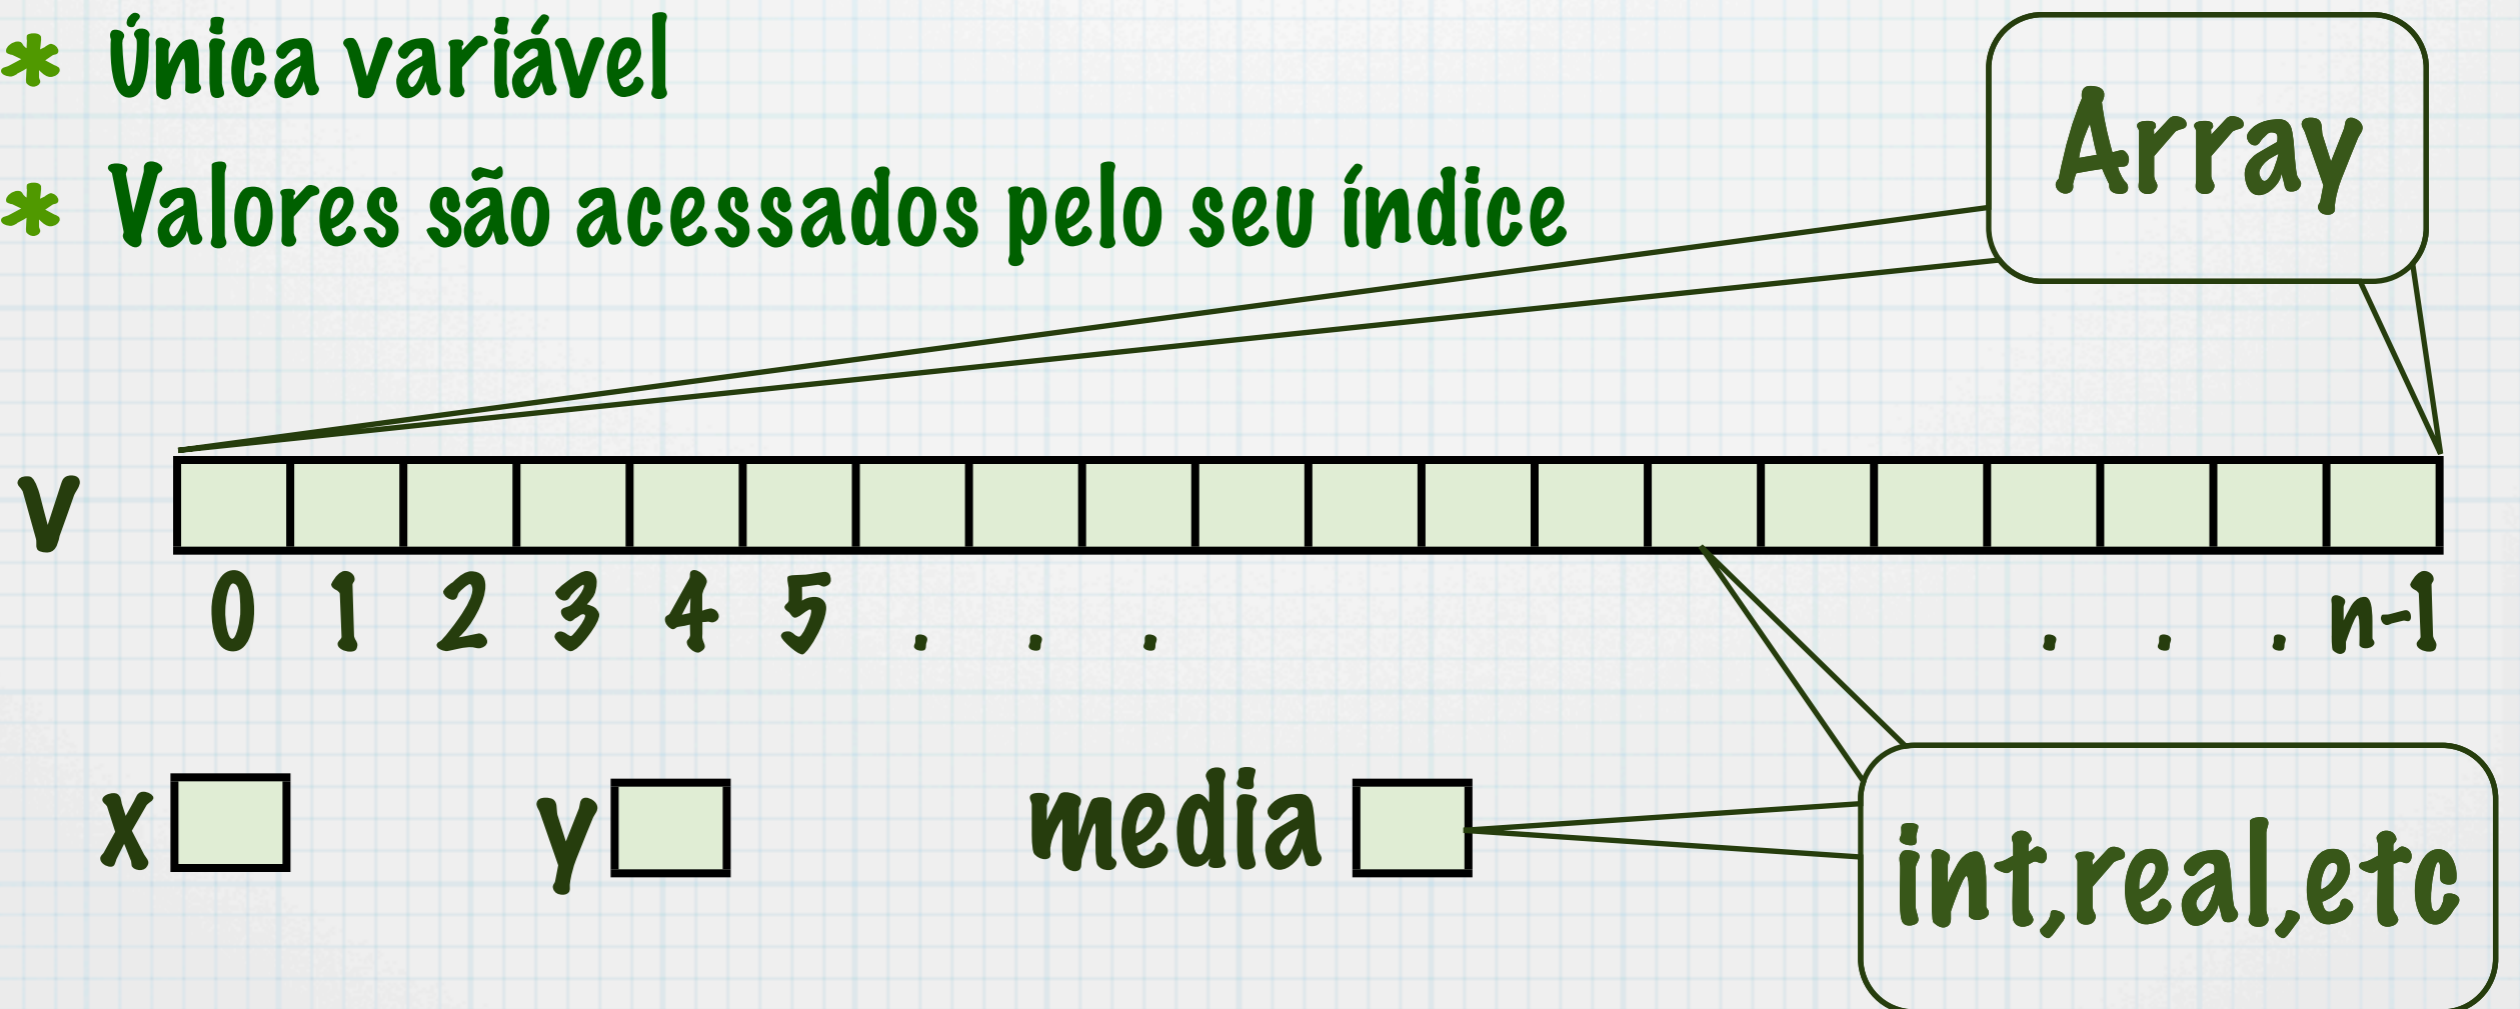 * Única variável
Array
* Valores são acessados pelo seu índice
v
0 1 2 3 4 5 . . . . . . n-1
x y media
int,real,etc